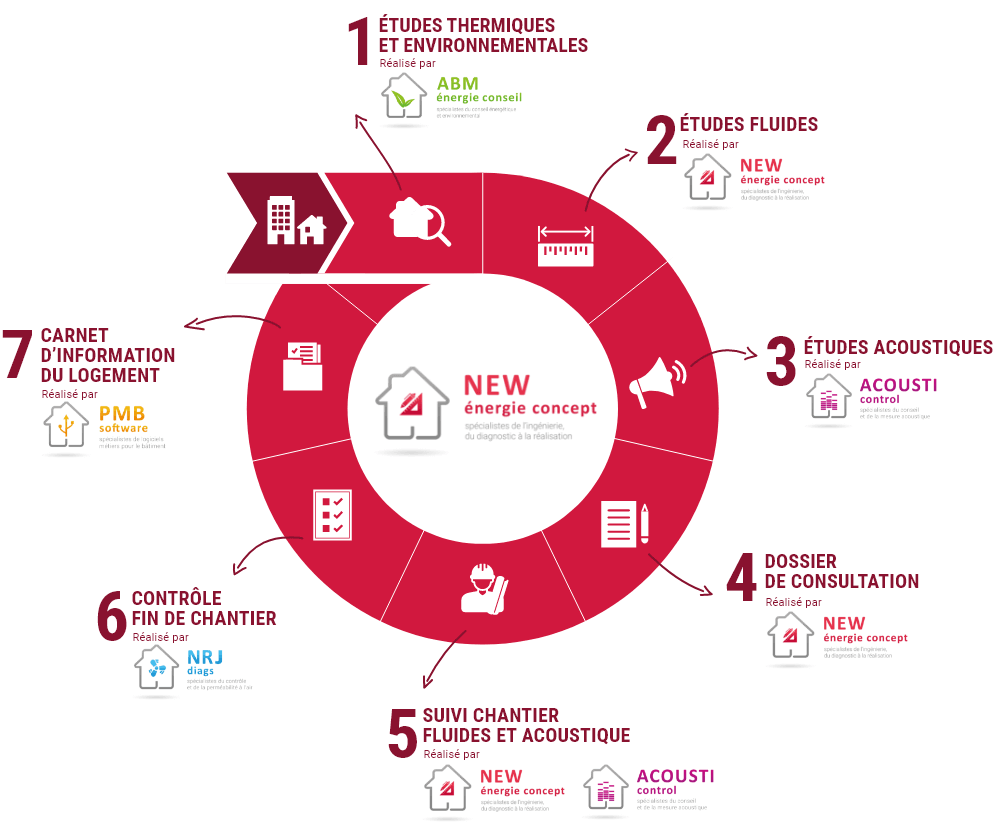 1
ÉTUDES THERMIQUES
ET ENVIRONNEMENTALES
Réalisé par
ABM
énergie conseil
spécialistes du conseil énergétique
et environnemental
2
ÉTUDES FLUIDES
Réalisé par
NEW
énergie concept
spécialistes de l'ingénierie,
du diagnostic à la réalisation
3
ÉTUDES ACOUSTIQUES
Réalisé par
ACOUSTI
control
spécialistes du conseil
et de la mesure acoustique
NEW
énergie concept
spécialistes de l'ingénierie,
du diagnostic à la réalisation
7
CARNET
D'INFORMATION
DU LOGEMENT
Réalisé par
PMB
software
spécialistes de logiciels
métiers pour le bâtiment
4
DOSSIER
DE CONSULTATION
Réalisé par
NEW
énergie concept
spécialistes de l'ingénierie,
du diagnostic à la réalisation
6
CONTRÔLE
FIN DE CHANTIER
Réalisé par
NRJ
diags
spécialistes du contrôle
et de la perméabilité à l'air
5
SUIVI CHANTIER
FLUIDES ET ACOUSTIQUE
Réalisé par
NEW
énergie concept
spécialistes de l'ingénierie,
du diagnostic à la réalisation
ACOUSTI
control
spécialistes du conseil
et de la mesure acoustique